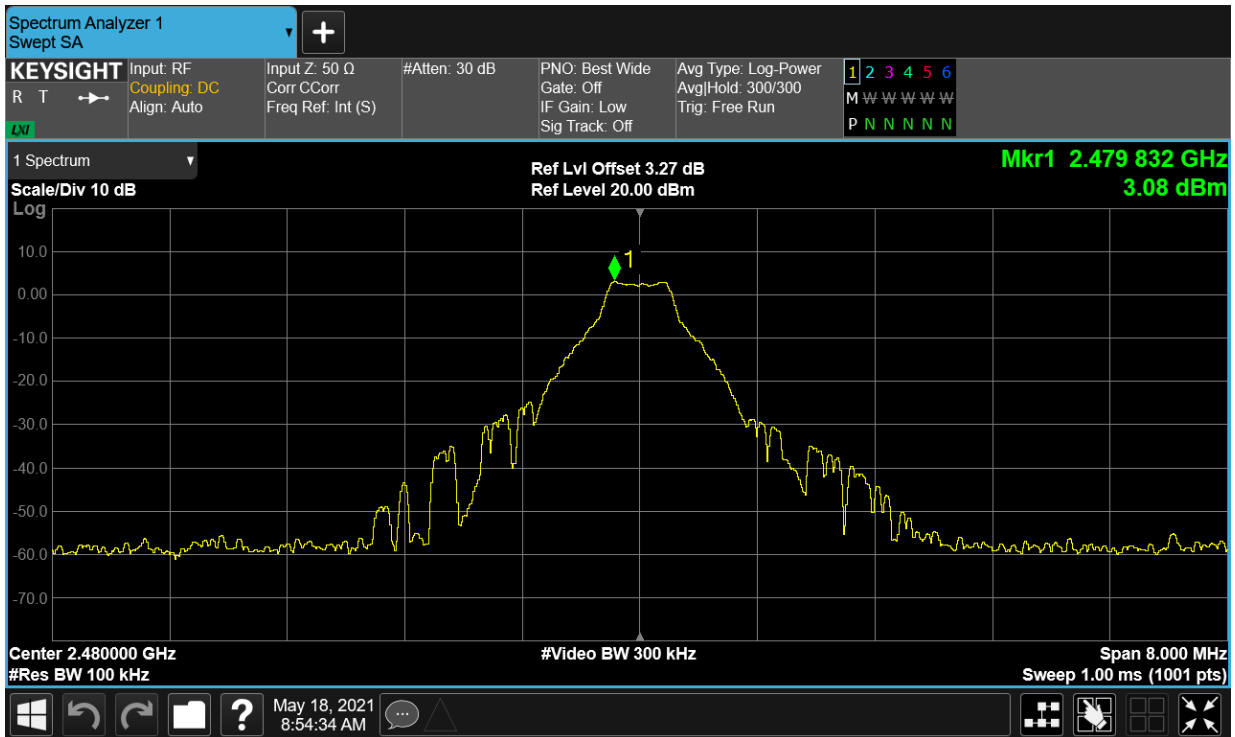 Spectrum Analyzer 1
Swept SA
+
KEYSIGHT
R T
LXI
Input: RF
Coupling: DC
Align: Auto
Input Z: 50 Ω
Corr CCorr
Freq Ref: Int (S)
#Atten: 30 dB
PNO: Best Wide
Gate: Off
IF Gain: Low
Sig Track: Off
Avg Type: Log-Power
Avg|Hold: 300/300
Trig: Free Run
1 2 3 4 5 6
M W W W W W
P N N N N N
1 Spectrum
Scale/Div 10 dB
Log
Ref Lvl Offset 3.27 dB
Ref Level 20.00 dBm
Mkr1 2.479 832 GHz
3.08 dBm
1
10.0
0.00
-10.0
-20.0
-30.0
-40.0
-50.0
-60.0
-70.0
Center 2.480000 GHz
#Res BW 100 kHz
#Video BW 300 kHz
Span 8.000 MHz
Sweep 1.00 ms (1001 pts)
?
May 18, 2021
8:54:34 AM